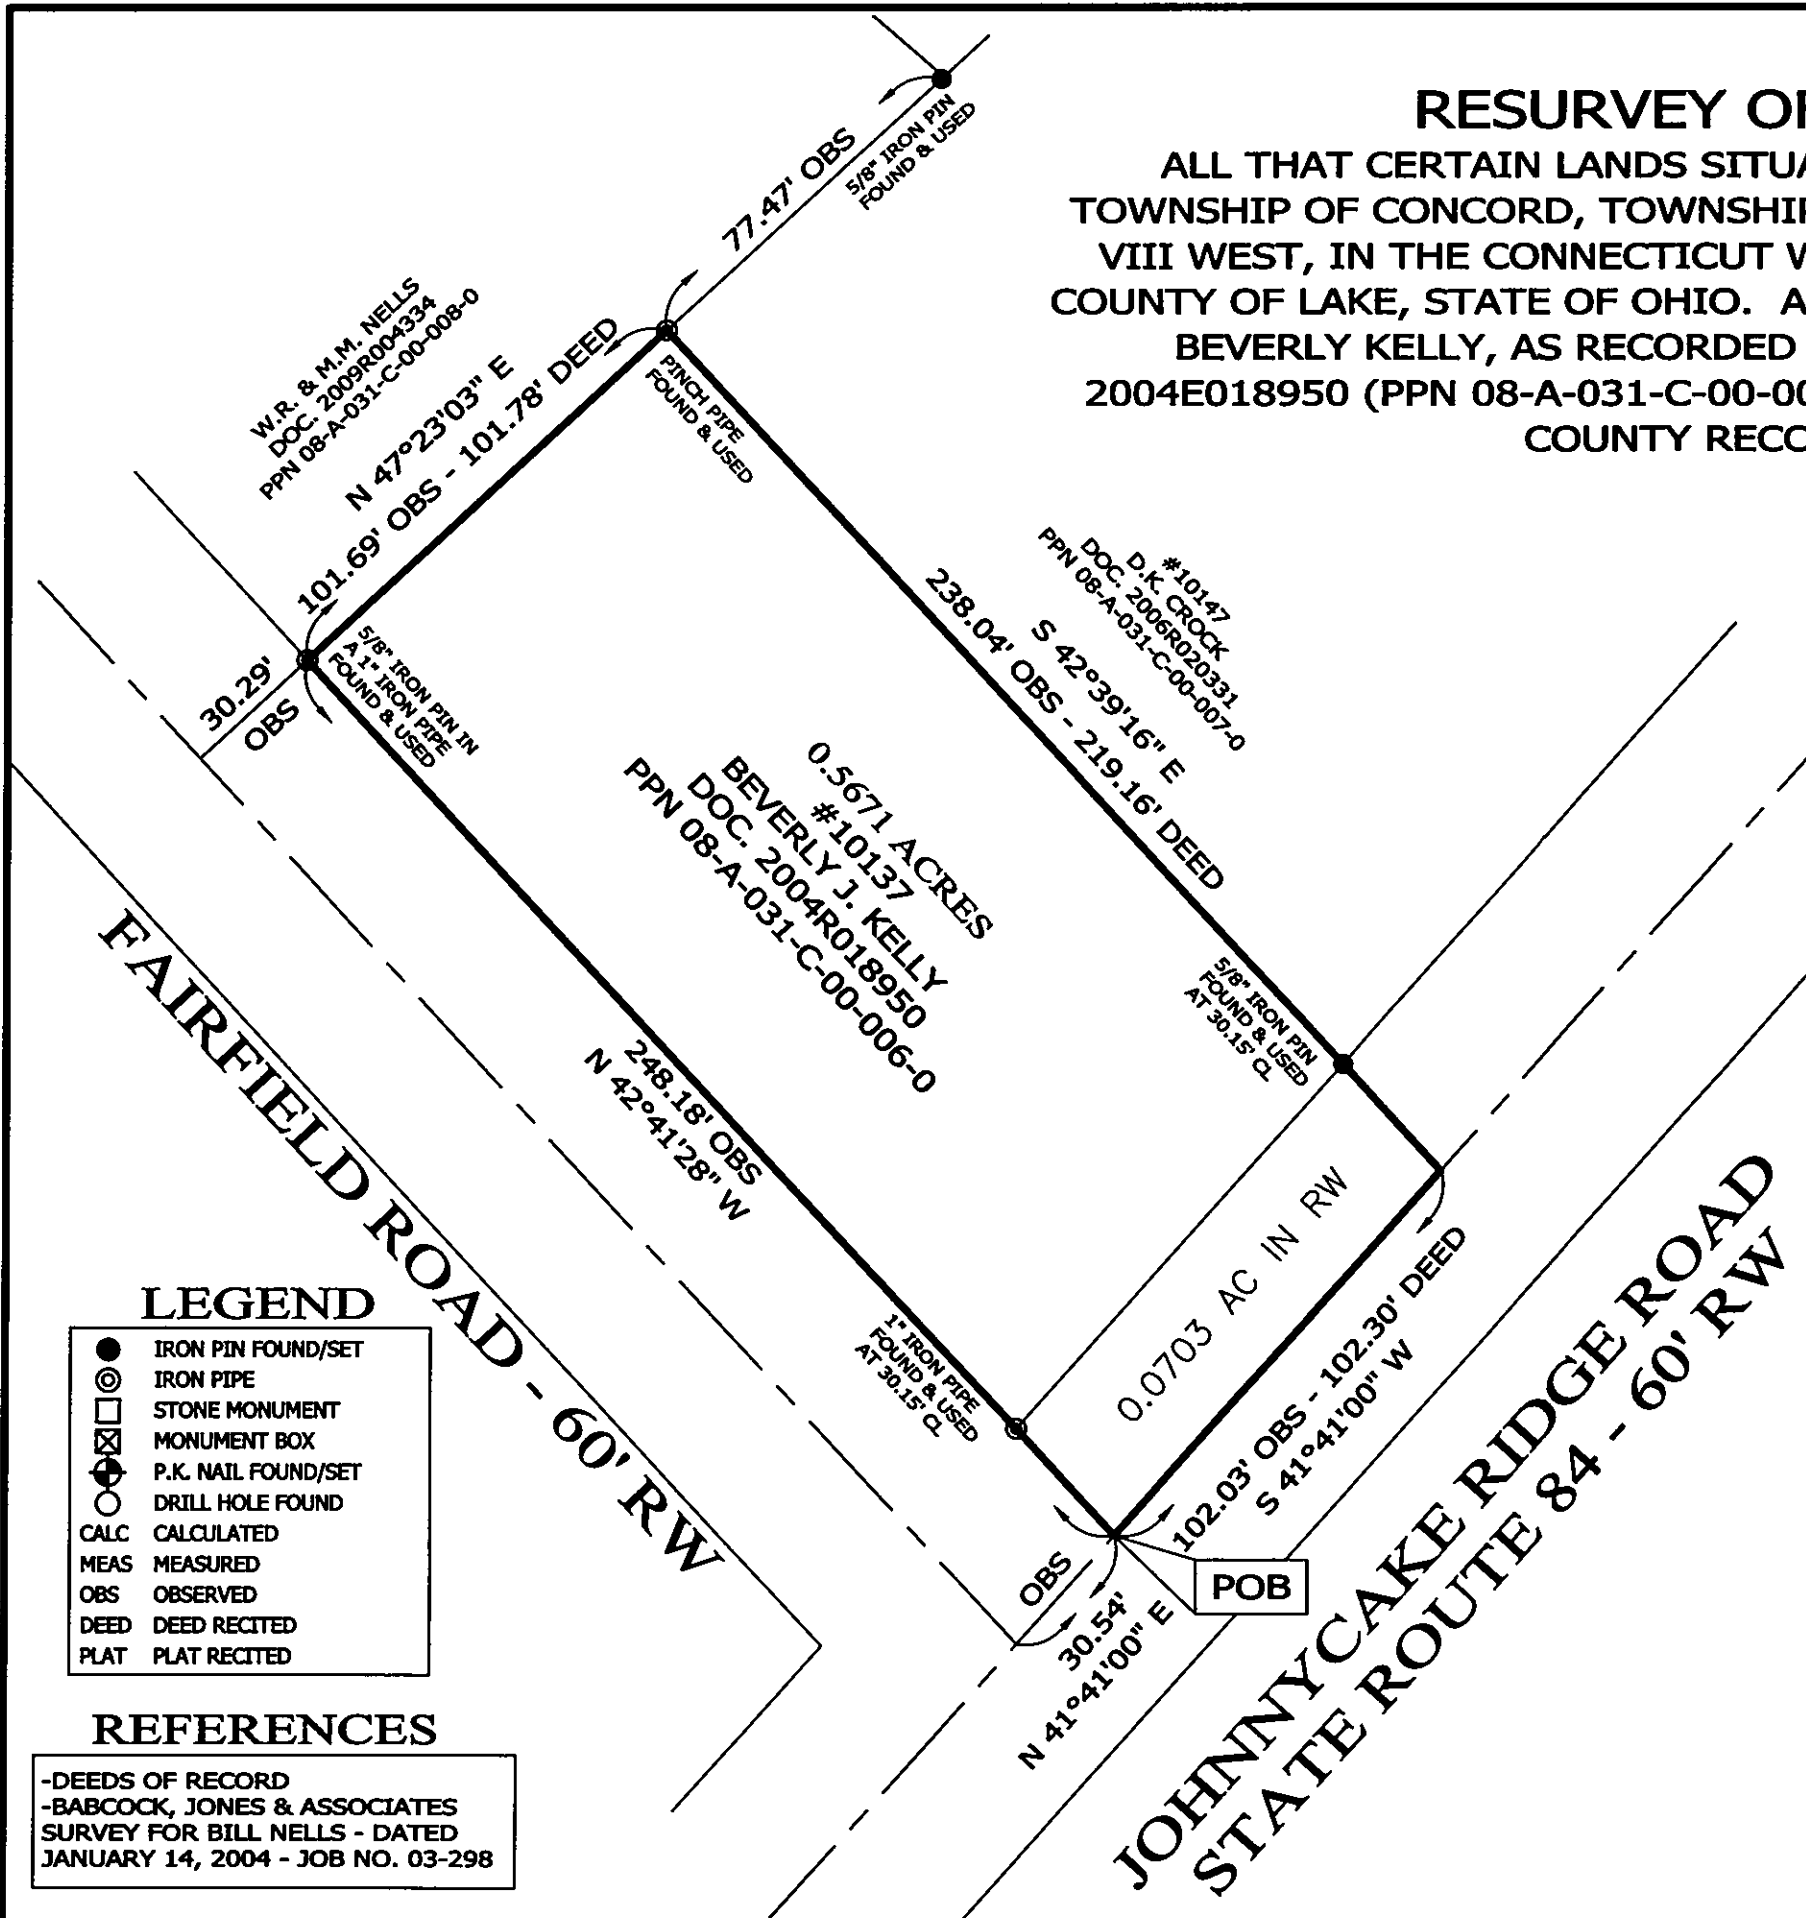 RESURVEY OF
ALL THAT CERTAIN LANDS SITUA
TOWNSHIP OF CONCORD, TOWNSHIP
VIII WEST, IN THE CONNECTICUT W
COUNTY OF LAKE, STATE OF OHIO. A
BEVERLY KELLY, AS RECORDED
2004E018950 (PPN 08-A-031-C-00-00
COUNTY RECO
77.47' OBS
5/8" IRON PIN
FOUND & USED
W.R. & M.M. NELLS
DOC. 2009R004334
PPN 08-A-031-C-00-008-0
N 47°23'03" E
101.69' OBS - 101.78' DEED
PINCH PIPE
FOUND & USED
30.29'
OBS
5/8" IRON PIN IN
A 1" IRON PIPE
FOUND & USED
#10147
D.K. CROCK
DOC. 2006R020331
PPN 08-A-031-C-00-007-0
S 42°39'16" E
238.04' OBS - 219.16' DEED
0.5671 ACRES
#10137
BEVERLY J. KELLY
DOC. 2004R018950
PPN 08-A-031-C-00-006-0
248.18' OBS
N 42°41'28" W
5/8" IRON PIN
FOUND & USED
AT 30.15' CL
1" IRON PIPE
FOUND & USED
AT 30.15' CL
0.0703 AC IN RW
102.03' OBS - 102.30' DEED
S 41°41'00" W
OBS
30.54'
N 41°41'00" E
POB
FAIRFIELD ROAD - 60' RW
JOHNNYCAKE RIDGE ROAD
STATE ROUTE 84 - 60' RW
LEGEND
IRON PIN FOUND/SET
IRON PIPE
STONE MONUMENT
MONUMENT BOX
P.K. NAIL FOUND/SET
DRILL HOLE FOUND
CALC CALCULATED
MEAS MEASURED
OBS OBSERVED
DEED DEED RECITED
PLAT PLAT RECITED
REFERENCES
-DEEDS OF RECORD
-BABCOCK, JONES & ASSOCIATES
SURVEY FOR BILL NELLS - DATED
JANUARY 14, 2004 - JOB NO. 03-298